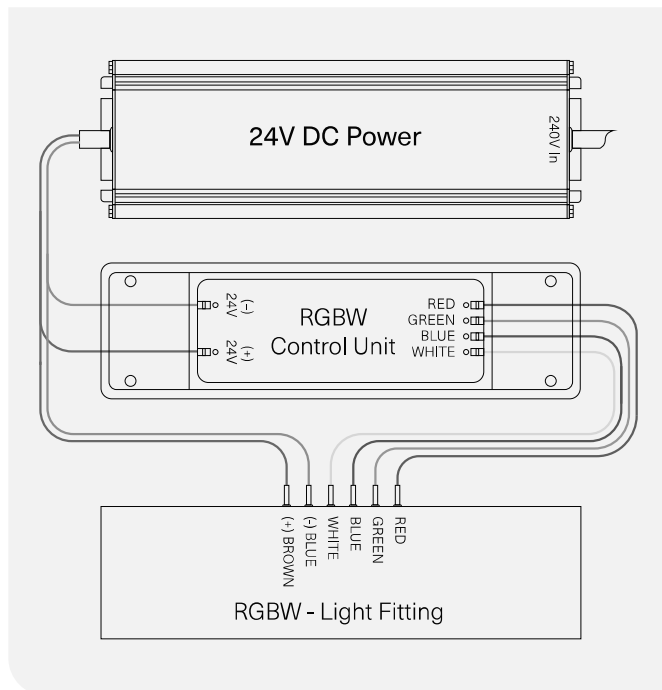 24V DC Power
240V In
24V (-)
24V (+)
RGBW
Control Unit
RED
GREEN
BLUE
WHITE
(+) BROWN
(-) BLUE
WHITE
BLUE
GREEN
RED
RGBW - Light Fitting